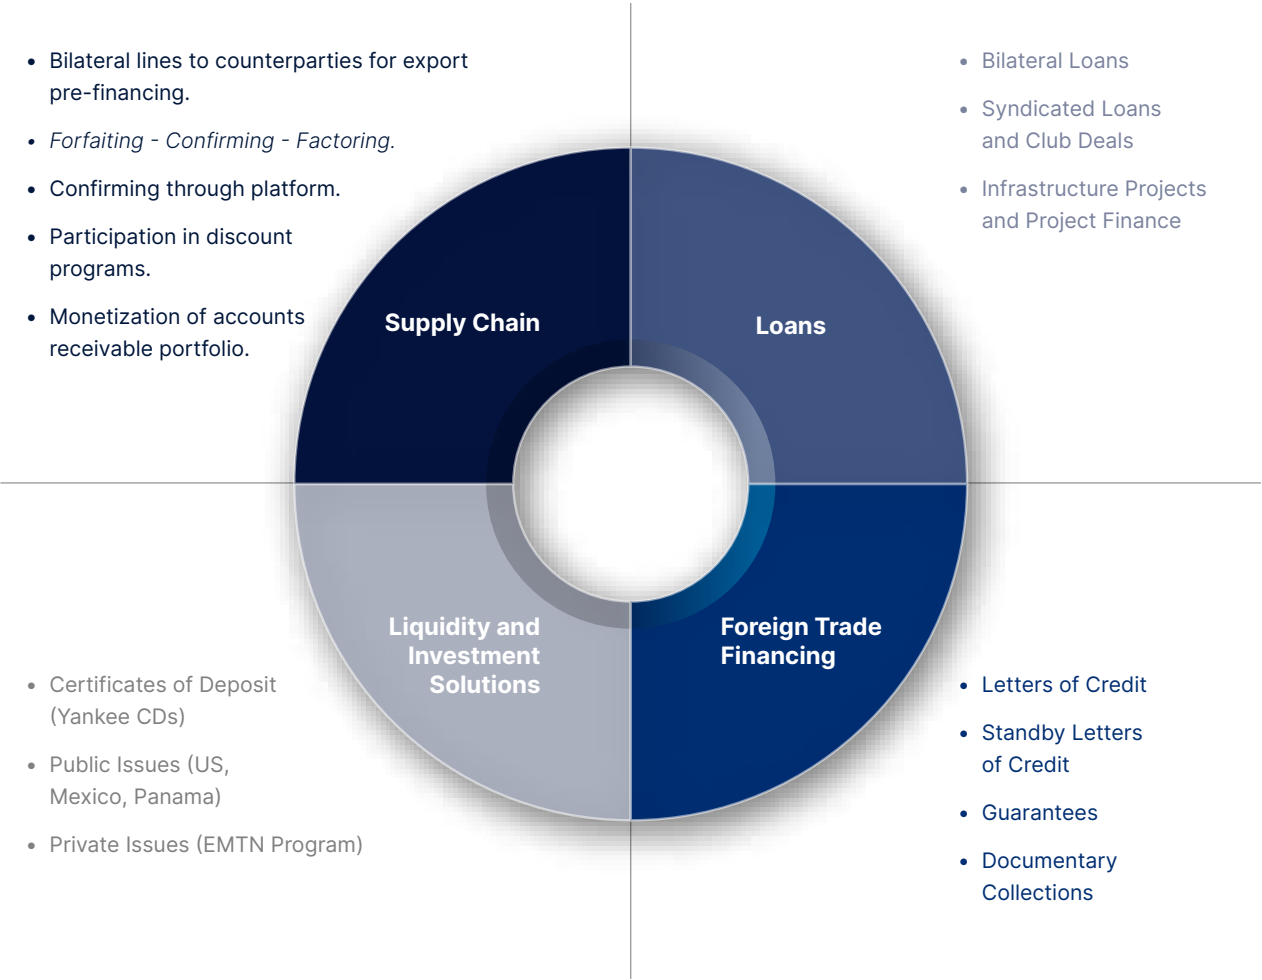 • Bilateral lines to counterparties for export
pre-financing.
• Forfaiting - Confirming - Factoring.
• Confirming through platform.
• Participation in discount
programs.
• Monetization of accounts
receivable portfolio.
Supply Chain
• Bilateral Loans
• Syndicated Loans
and Club Deals
• Infrastructure Projects
and Project Finance
Loans
Liquidity and
Investment
Solutions
• Certificates of Deposit
(Yankee CDs)
• Public Issues (US,
Mexico, Panama)
• Private Issues (EMTN Program)
Foreign Trade
Financing
• Letters of Credit
• Standby Letters
of Credit
• Guarantees
• Documentary
Collections